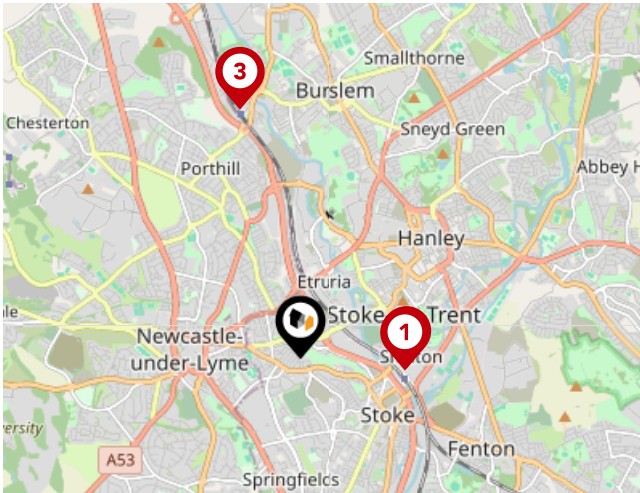 Smallthorne
3
Burslem
Chesterton
Sneyd Green
Porthill
Abbey H
Hanley
Etruria
Stoke Trent
1
Newcastle-
under-Lyme
Stoke
Fenton
A53
Springfields